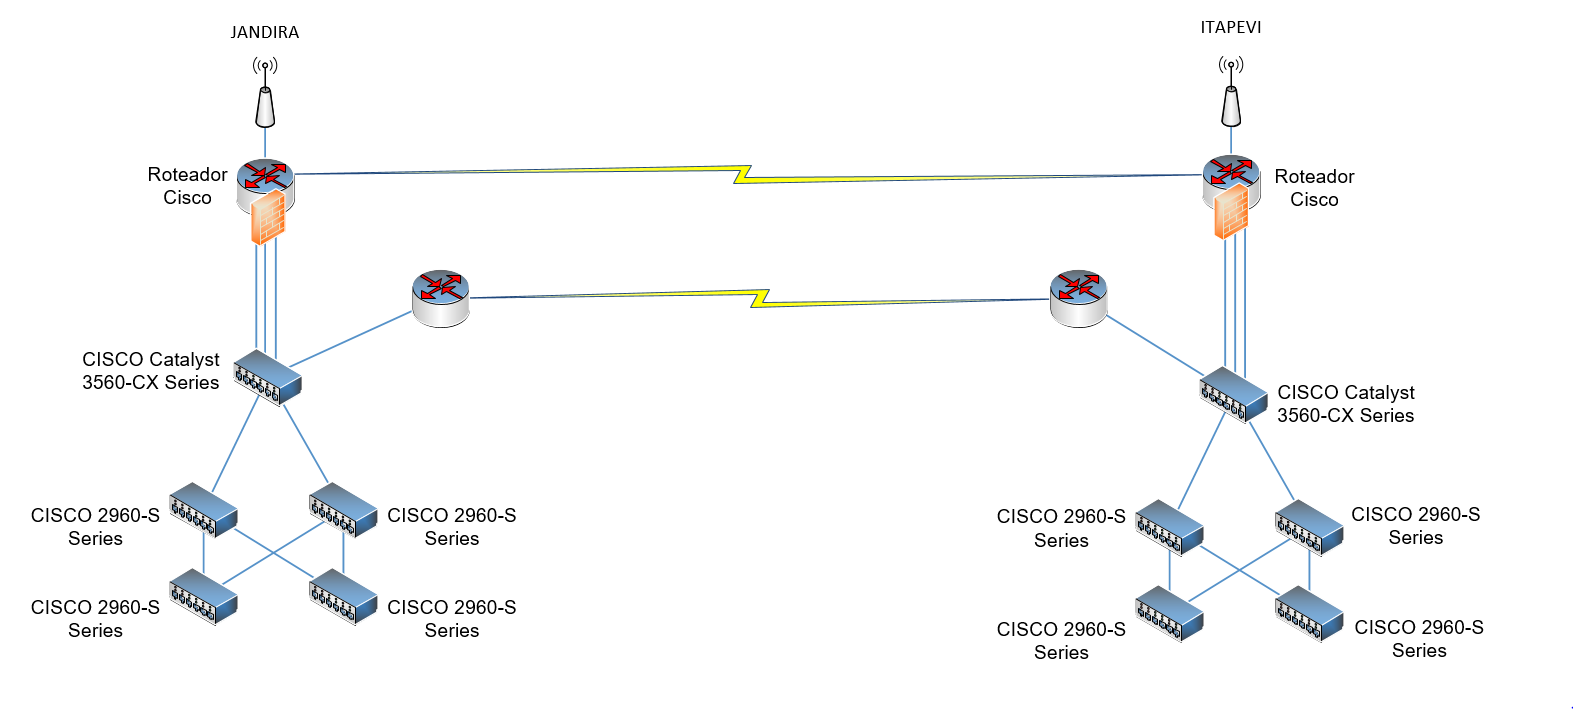 JANDIRA
ITAPEVI
Roteador
Cisco
Roteador
Cisco
CISCO Catalyst
3560-CX Series
CISCO Catalyst
3560-CX Series
CISCO 2960-S
Series
CISCO 2960-S
Series
CISCO 2960-S
Series
CISCO 2960-S
Series
CISCO 2960-S
Series
CISCO 2960-S
Series
CISCO 2960-S
Series
CISCO 2960-S
Series